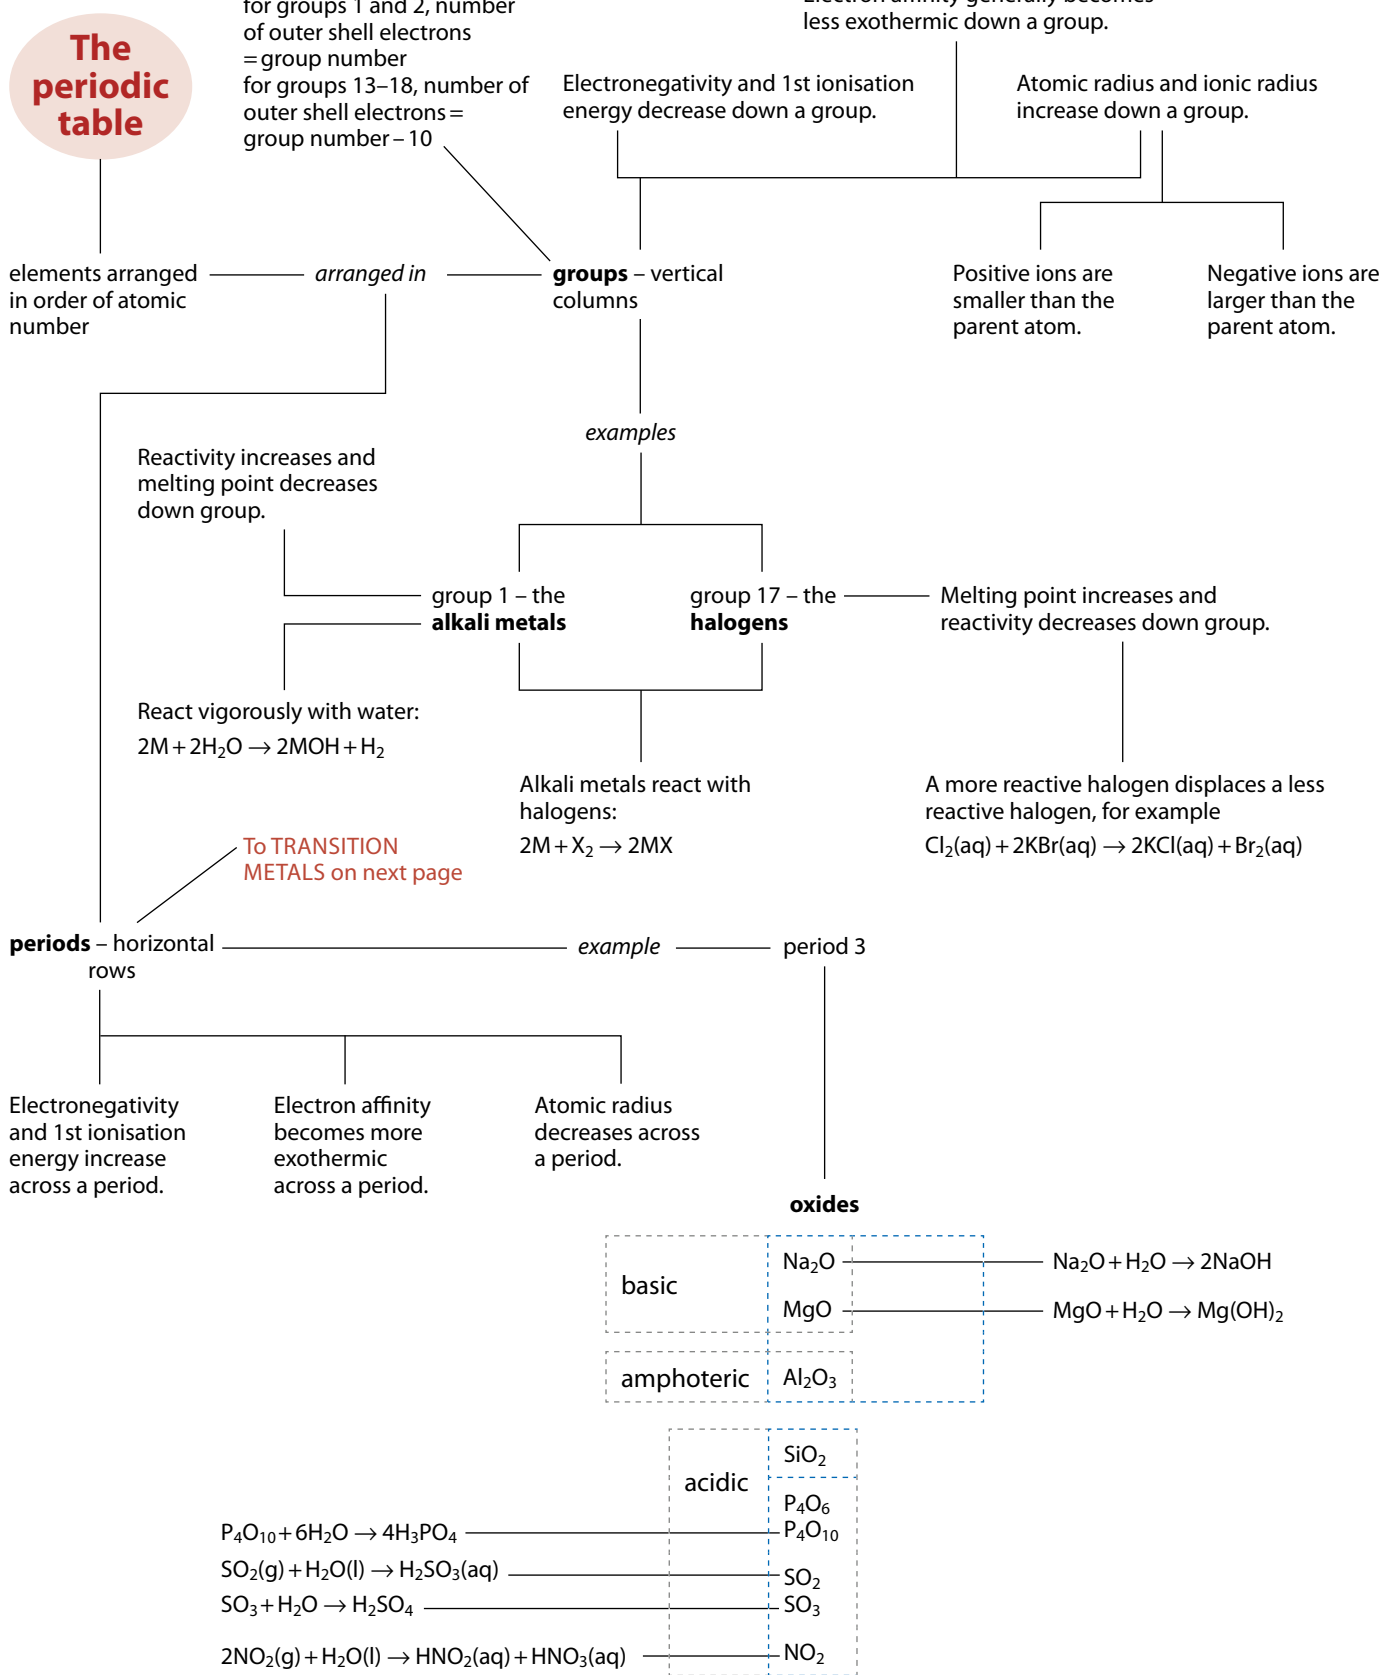 The
periodic
table
for groups 1 and 2, number
of outer shell electrons
= group number
for groups 13–18, number of
outer shell electrons =
group number – 10
less exothermic down a group.
Electronegativity and 1st ionisation
energy decrease down a group.
Atomic radius and ionic radius
increase down a group.
elements arranged
in order of atomic
number
arranged in
groups – vertical
columns
Positive ions are
smaller than the
parent atom.
Negative ions are
larger than the
parent atom.
examples
Reactivity increases and
melting point decreases
down group.
group 1 – the
alkali metals
group 17 – the
halogens
Melting point increases and
reactivity decreases down group.
React vigorously with water:
2M + 2H₂O → 2MOH + H₂
Alkali metals react with
halogens:
2M + X₂ → 2MX
A more reactive halogen displaces a less
reactive halogen, for example
Cl₂(aq) + 2KBr(aq) → 2KCl(aq) + Br₂(aq)
To TRANSITION
METALS on next page
periods – horizontal
rows
example
period 3
Electronegativity
and 1st ionisation
energy increase
across a period.
Electron affinity
becomes more
exothermic
across a period.
Atomic radius
decreases across
a period.
oxides
basic
Na₂O
Na₂O + H₂O → 2NaOH
MgO
MgO + H₂O → Mg(OH)₂
amphoteric
Al₂O₃
acidic
SiO₂
P₄O₆
P₄O₁₀ + 6H₂O → 4H₃PO₄
P₄O₁₀
SO₂(g) + H₂O(l) → H₂SO₃(aq)
SO₂
SO₃ + H₂O → H₂SO₄
SO₃
2NO₂(g) + H₂O(l) → HNO₂(aq) + HNO₃(aq)
NO₂